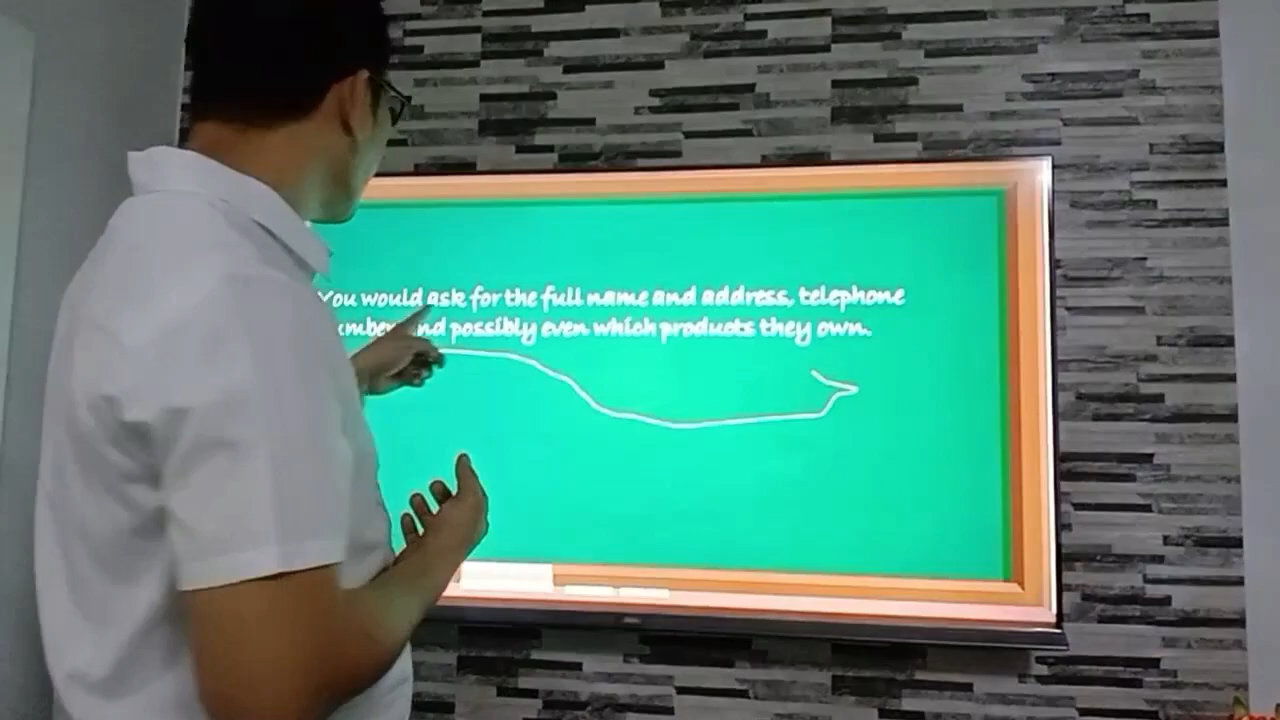 You would ask for the full name and address, telephone
and possibly even which products they own.